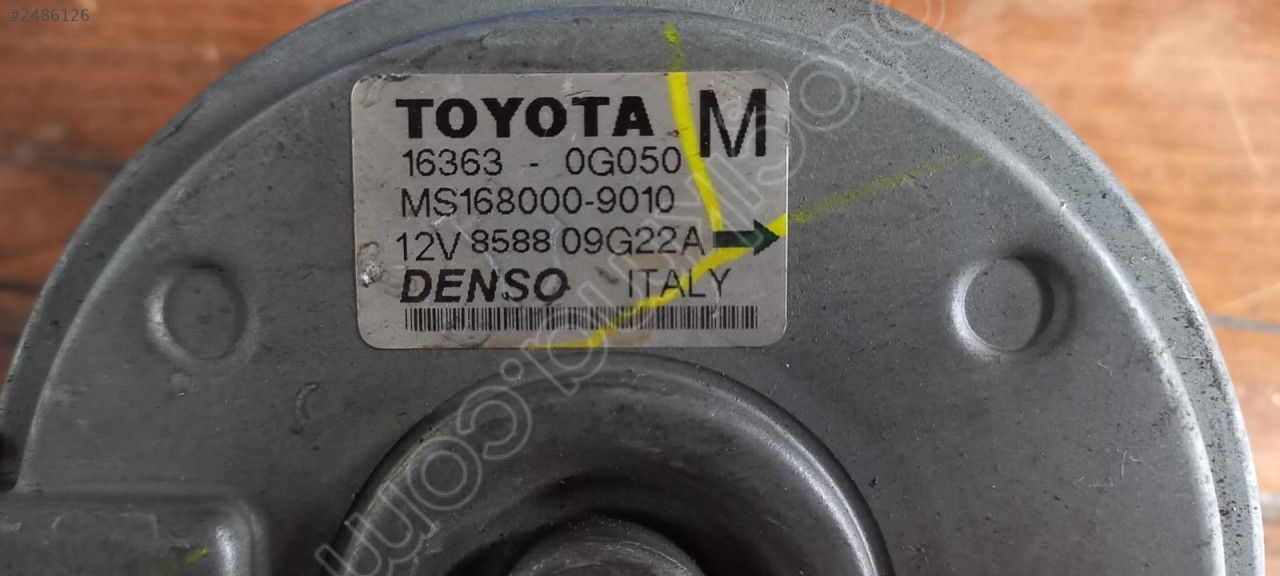 #2486126
TOYOTA M
16363 - 0G050
MS168000-9010
12V 8588 09G22A
DENSO ITALY